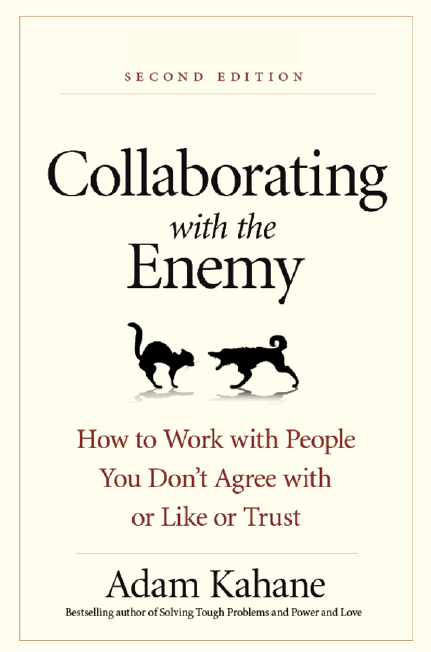 SECOND EDITION
Collaborating
with the
Enemy
How to Work with People
You Don't Agree with
or Like or Trust
Adam Kahane
Bestselling author of Solving Tough Problems and Power and Love